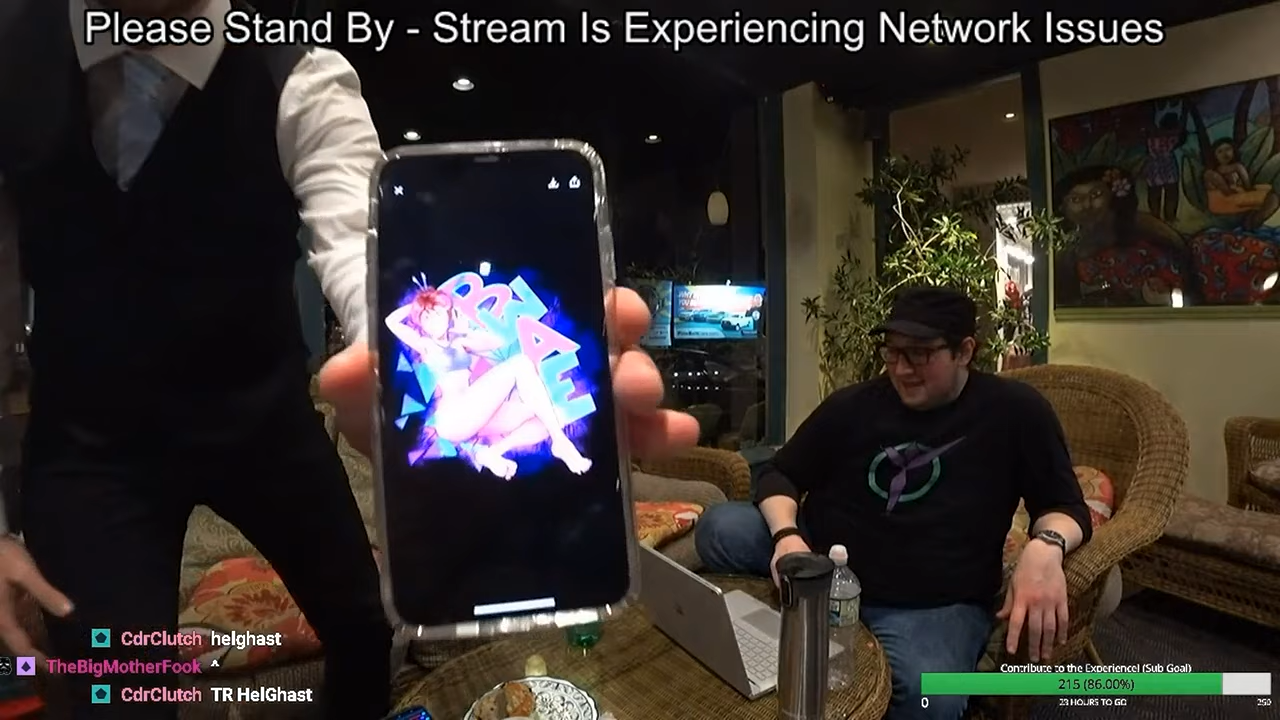 Please Stand By - Stream Is Experiencing Network Issues
CdrClutch helghast
TheBigMotherFook ^
CdrClutch TR HelGhast
Contribute to the Experience! (Sub Goal)
215 (86.00%)
0 23 HOURS TO GO 250